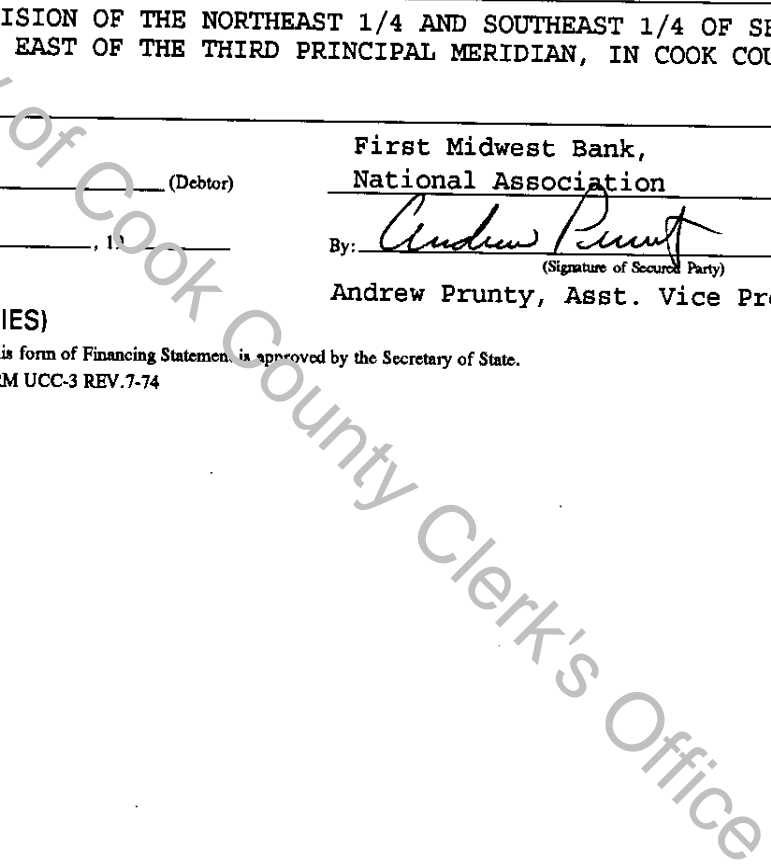 ISION OF THE NORTHEAST 1/4 AND SOUTHEAST 1/4 OF SE
EAST OF THE THIRD PRINCIPAL MERIDIAN, IN COOK COU
First Midwest Bank,
(Debtor) National Association
, 19 By: Andrew Prunty
(Signature of Secured Party)
Andrew Prunty, Asst. Vice Pre
IES)
is form of Financing Statement is approved by the Secretary of State.
RM UCC-3 REV.7-74
of Cook County Clerk's Office